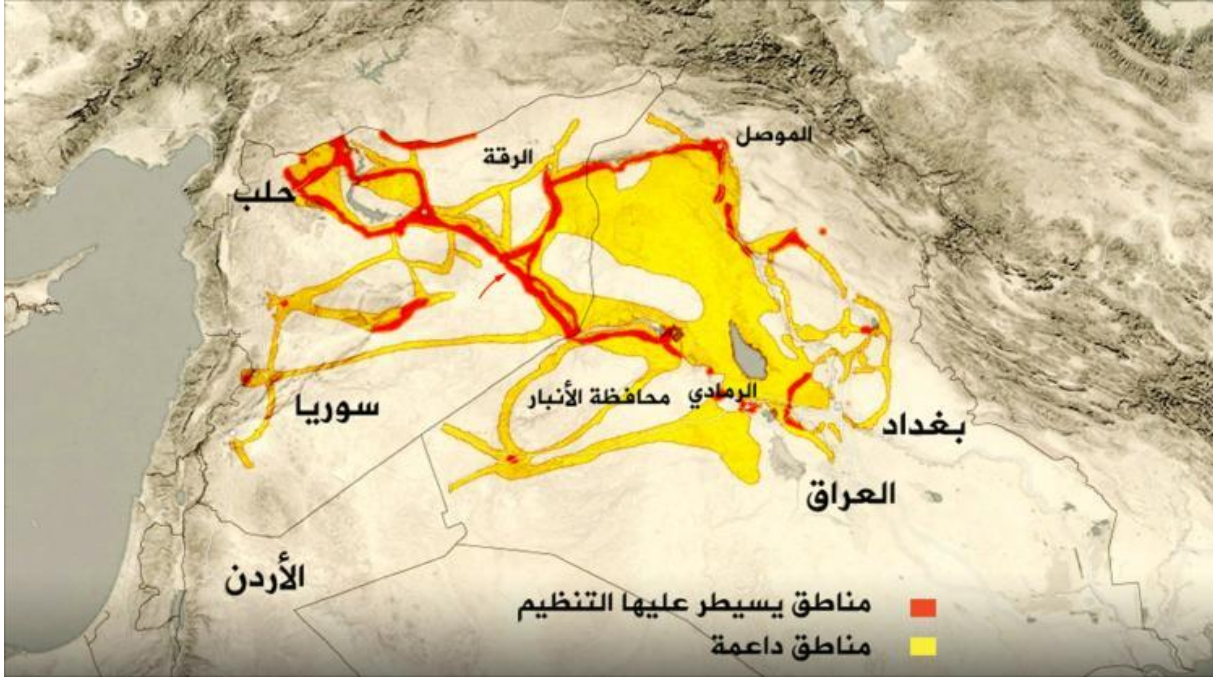 الموصل
الرقة
حلب
محافظة الأنبار
الرمادي
سوريا
بغداد
العراق
الأردن
مناطق يسيطر عليها التنظيم
مناطق داعمة